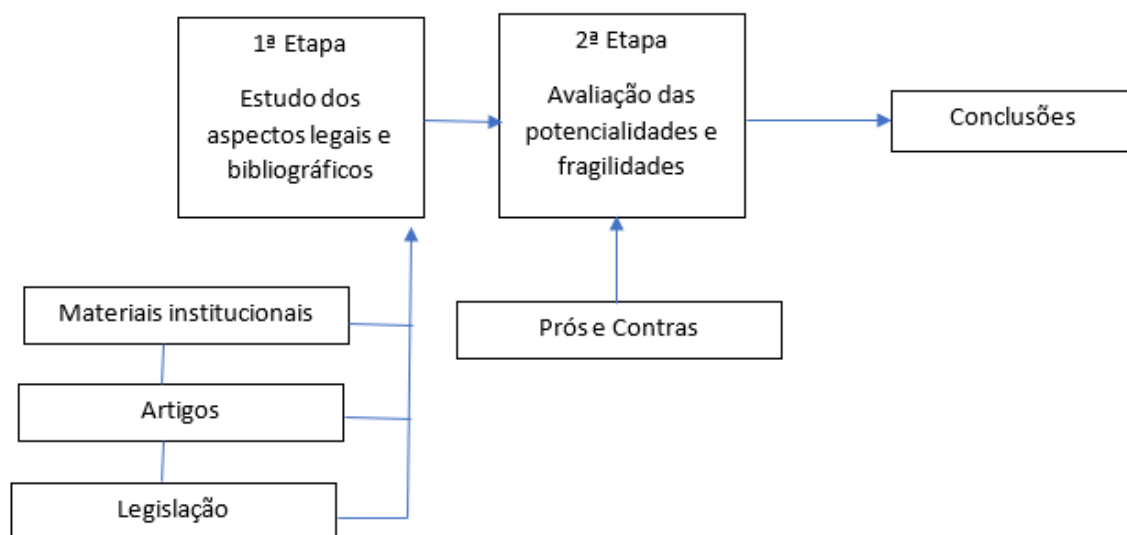 1ª Etapa
Estudo dos
aspectos legais e
bibliográficos
2ª Etapa
Avaliação das
potencialidades e
fragilidades
Conclusões
Materiais institucionais
Prós e Contras
Artigos
Legislação